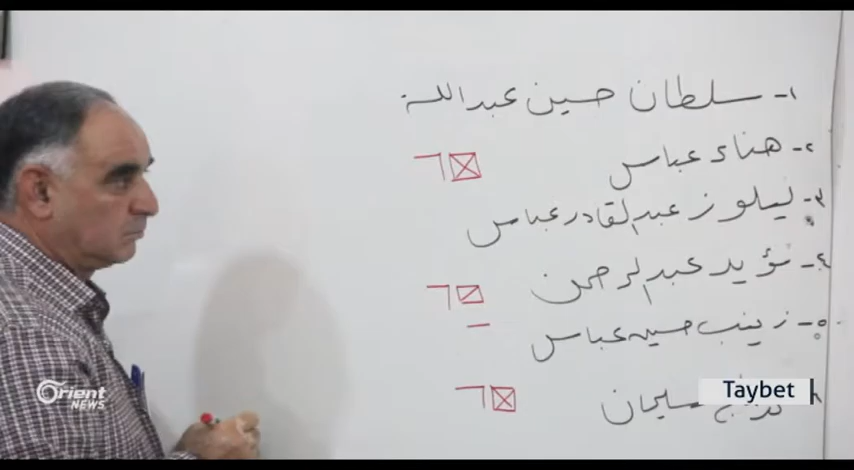 ١- سلطان حسين عبدالله
٢- هناء عباس
٣- ليلوز عبدالقادر عباس
٤- مؤيد عبدالرحمن
٥- زينب حسين عباس
سليمان
Taybet
Orient
NEWS